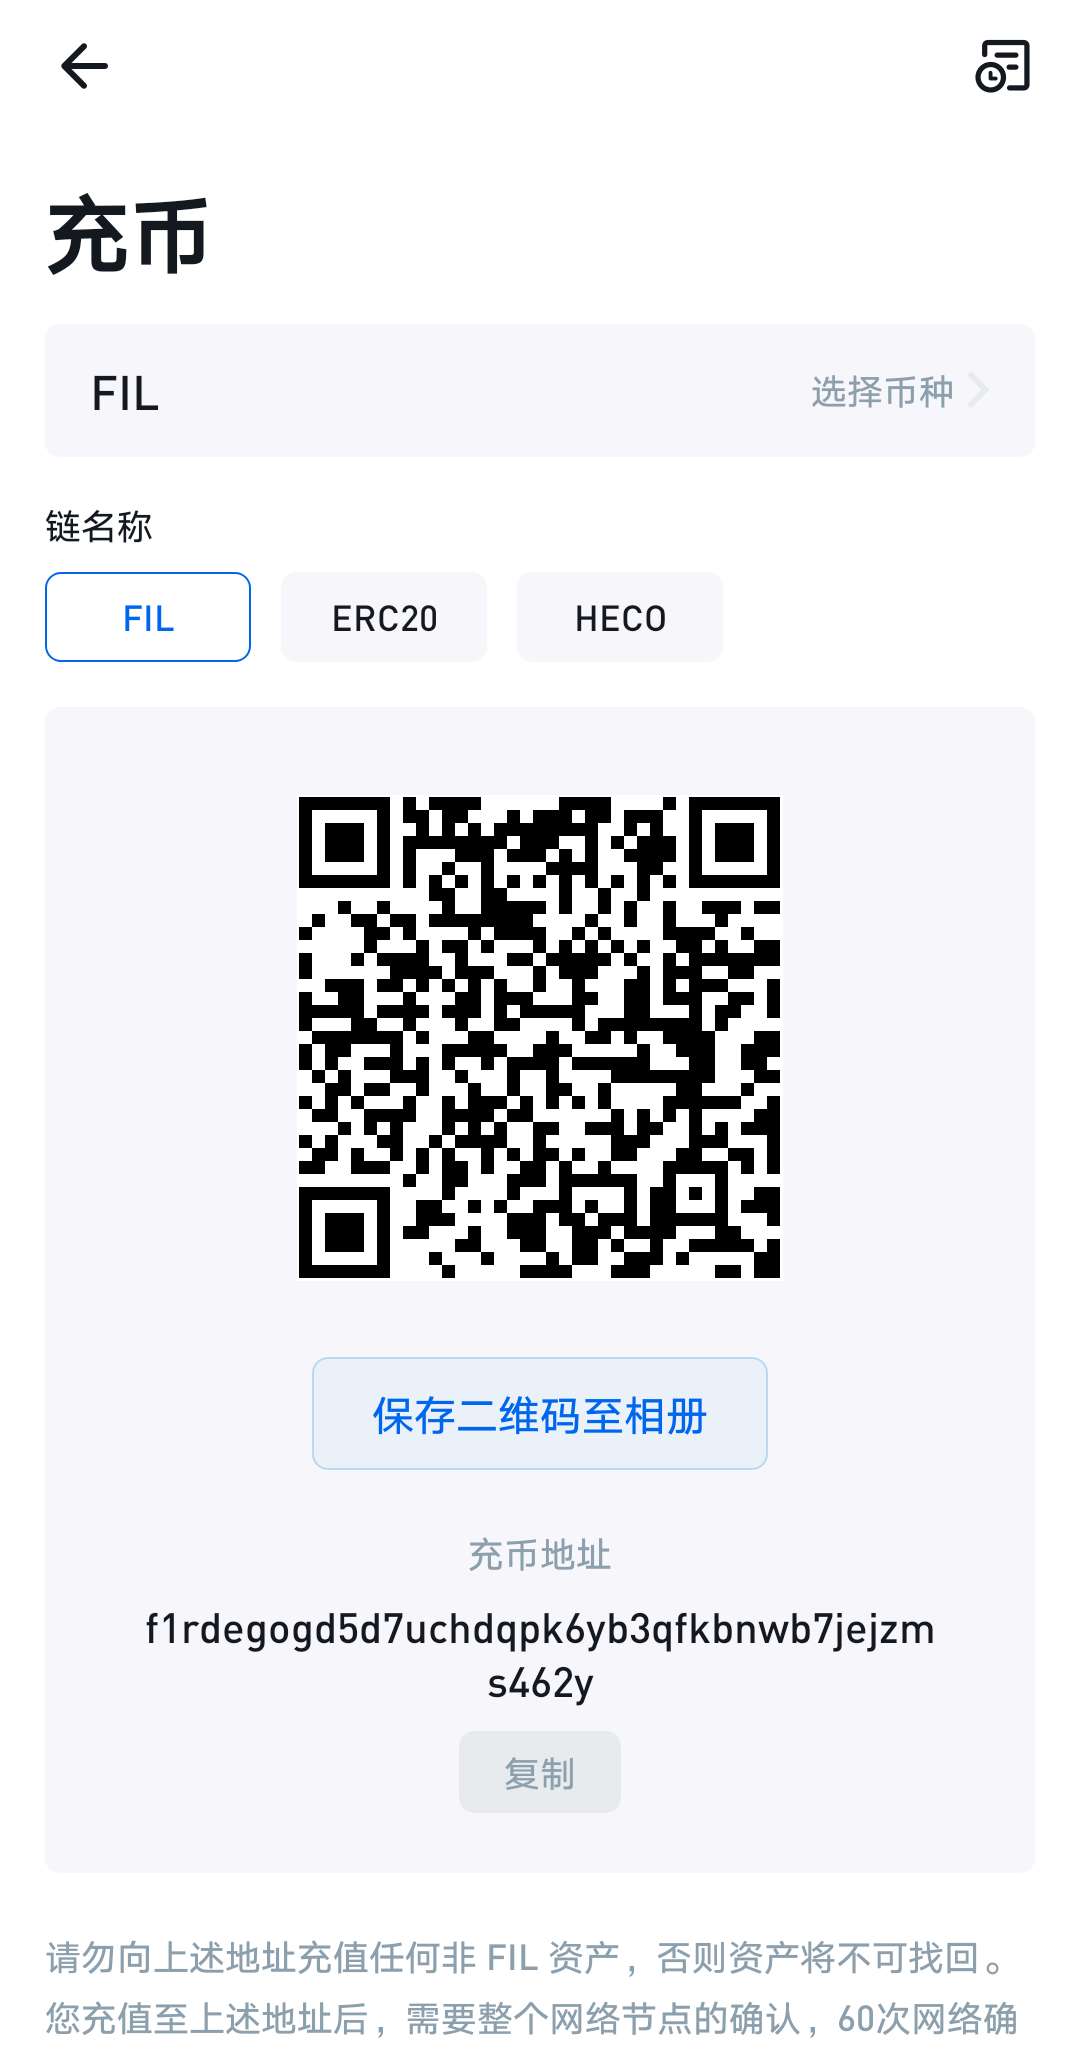 充币
FIL 选择币种
链名称
FIL ERC20 HECO
保存二维码至相册
充币地址
f1rdegogd5d7uchdqpk6yb3qfkbnwb7jejzm
s462y
复制
请勿向上述地址充值任何非 FIL 资产，否则资产将不可找回。
您充值至上述地址后，需要整个网络节点的确认，60次网络确